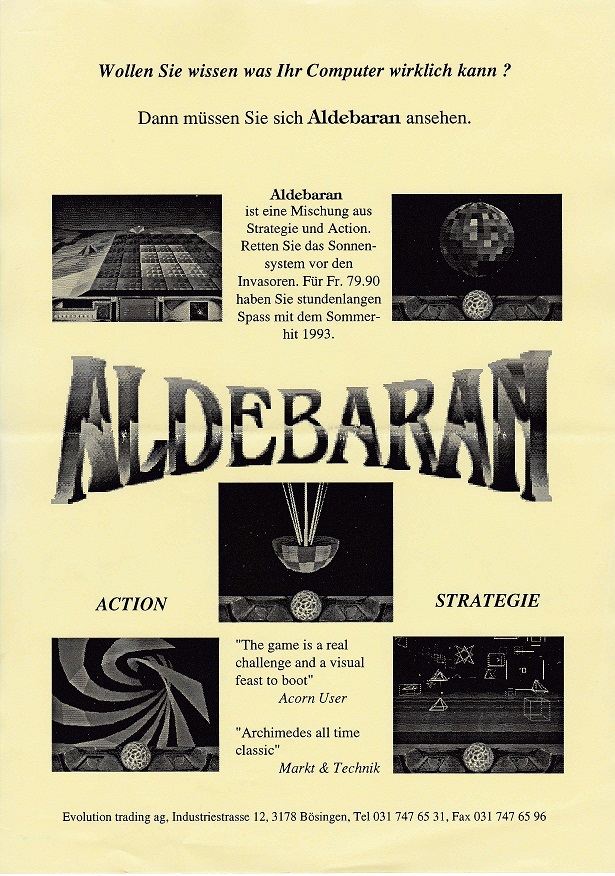 Wollen Sie wissen was Ihr Computer wirklich kann ?
Dann müssen Sie sich Aldebaran ansehen.
Aldebaran
ist eine Mischung aus
Strategie und Action.
Retten Sie das Sonnen-
system vor den
Invasoren. Für Fr. 79.90
haben Sie stundenlangen
Spass mit dem Sommer-
hit 1993.
ALDEBARAN
ACTION
STRATEGIE
"The game is a real
challenge and a visual
feast to boot"
Acorn User
"Archimedes all time
classic"
Markt & Technik
Evolution trading ag, Industriestrasse 12, 3178 Bösingen, Tel 031 747 65 31, Fax 031 747 65 96